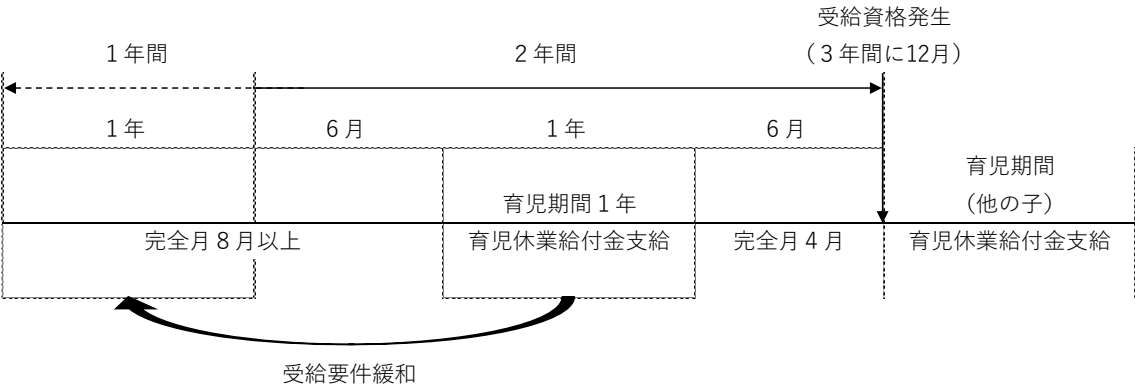 受給資格発生
1年間
2年間
（3年間に12月）
1年
6月
1年
6月
育児期間
育児期間1年
（他の子）
完全月8月以上
育児休業給付金支給
完全月4月
育児休業給付金支給
受給要件緩和